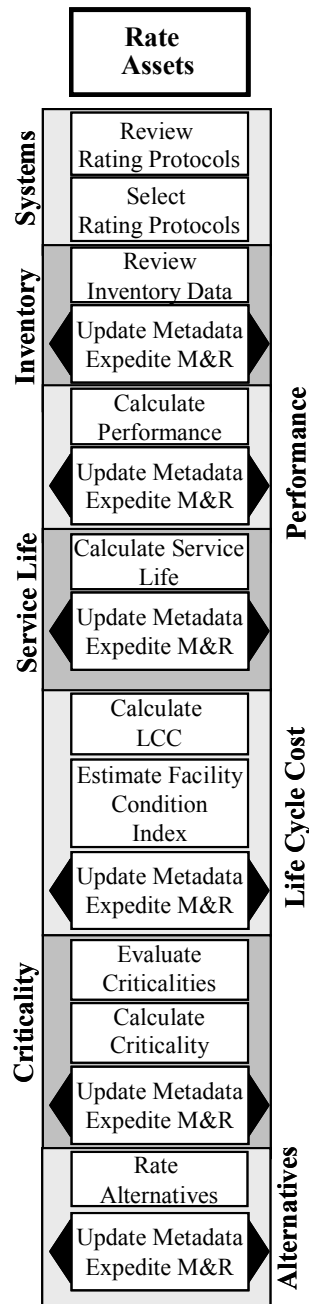 Rate
Assets
Systems
Review
Rating Protocols
Select
Rating Protocols
Inventory
Review
Inventory Data
Update Metadata
Expedite M&R
Performance
Calculate
Performance
Update Metadata
Expedite M&R
Service Life
Calculate Service
Life
Update Metadata
Expedite M&R
Life Cycle Cost
Calculate
LCC
Estimate Facility
Condition
Index
Update Metadata
Expedite M&R
Criticality
Evaluate
Criticalities
Calculate
Criticality
Update Metadata
Expedite M&R
Alternatives
Rate
Alternatives
Update Metadata
Expedite M&R